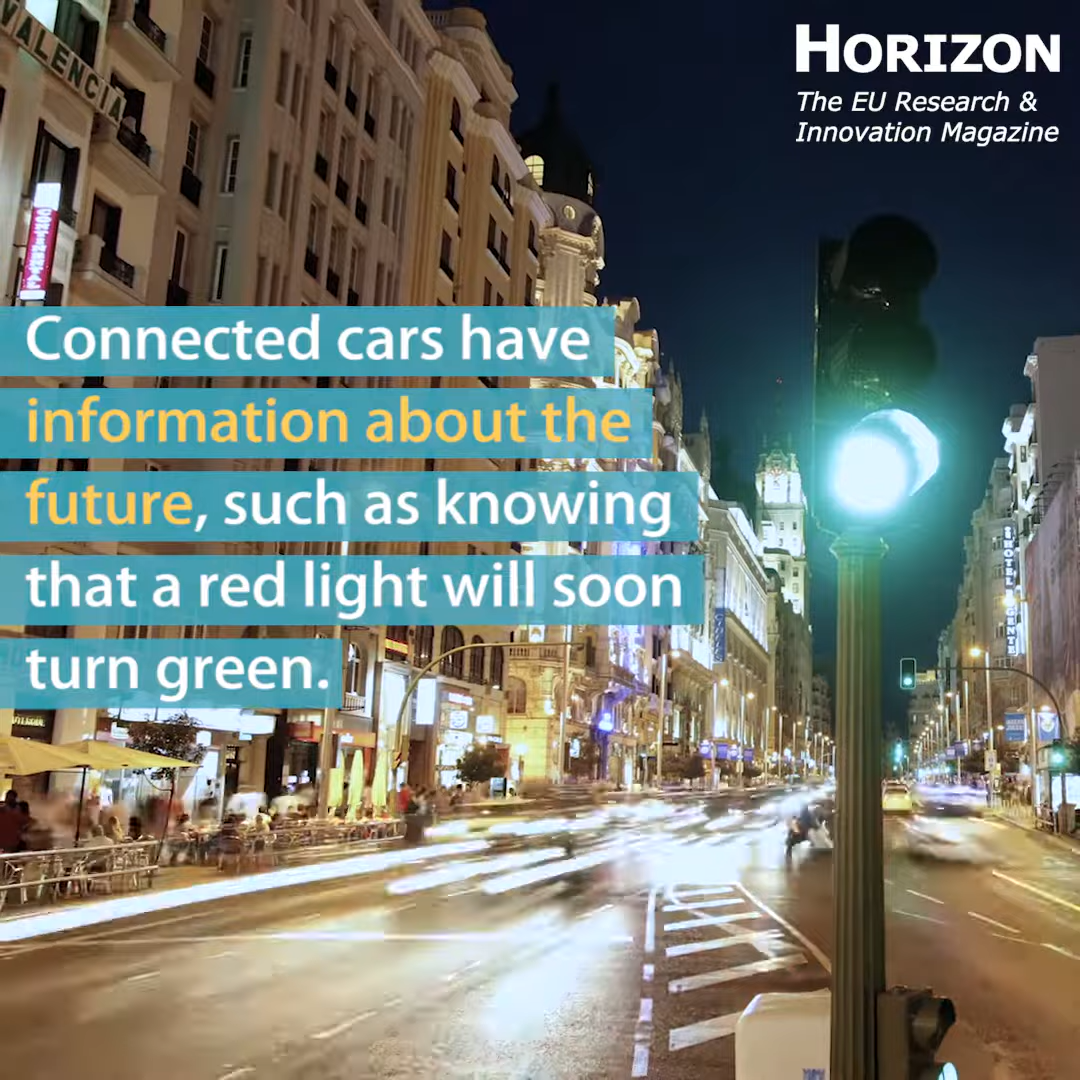 VALENCIA
HORIZON
The EU Research &
Innovation Magazine
CONTINENTAL
Connected cars have
information about the
future, such as knowing
that a red light will soon
turn green.
HOTEL